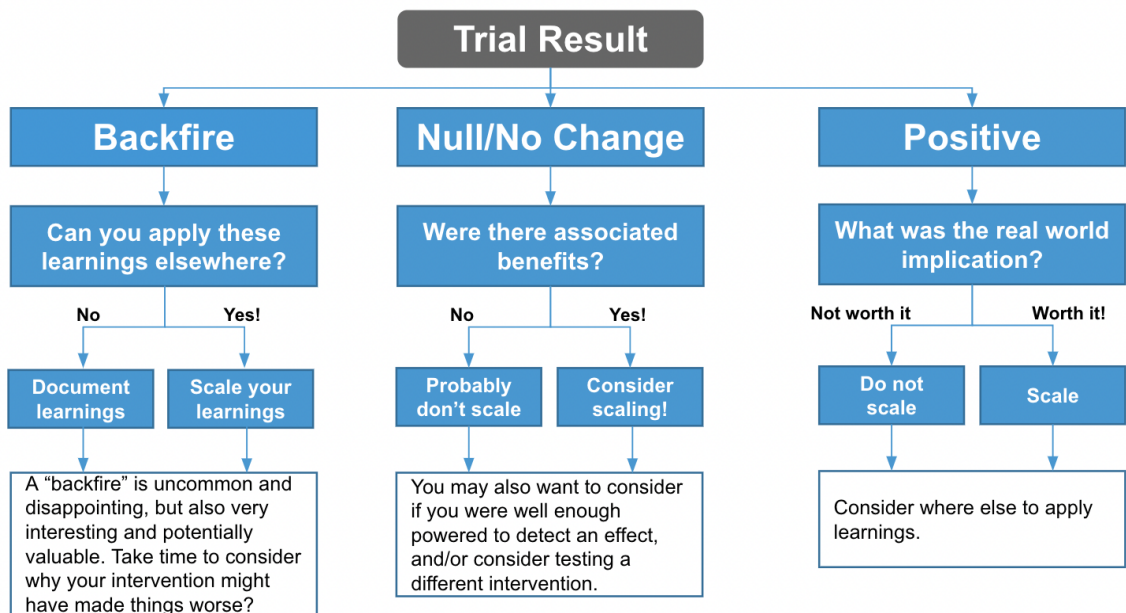 Trial Result
Backfire
Null/No Change
Positive
Can you apply these
learnings elsewhere?
Were there associated
benefits?
What was the real world
implication?
No
Yes!
No
Yes!
Not worth it
Worth it!
Document
learnings
Scale your
learnings
Probably
don’t scale
Consider
scaling!
Do not
scale
Scale
A “backfire” is uncommon and
disappointing, but also very
interesting and potentially
valuable. Take time to consider
why your intervention might
have made things worse?
You may also want to consider
if you were well enough
powered to detect an effect,
and/or consider testing a
different intervention.
Consider where else to apply
learnings.